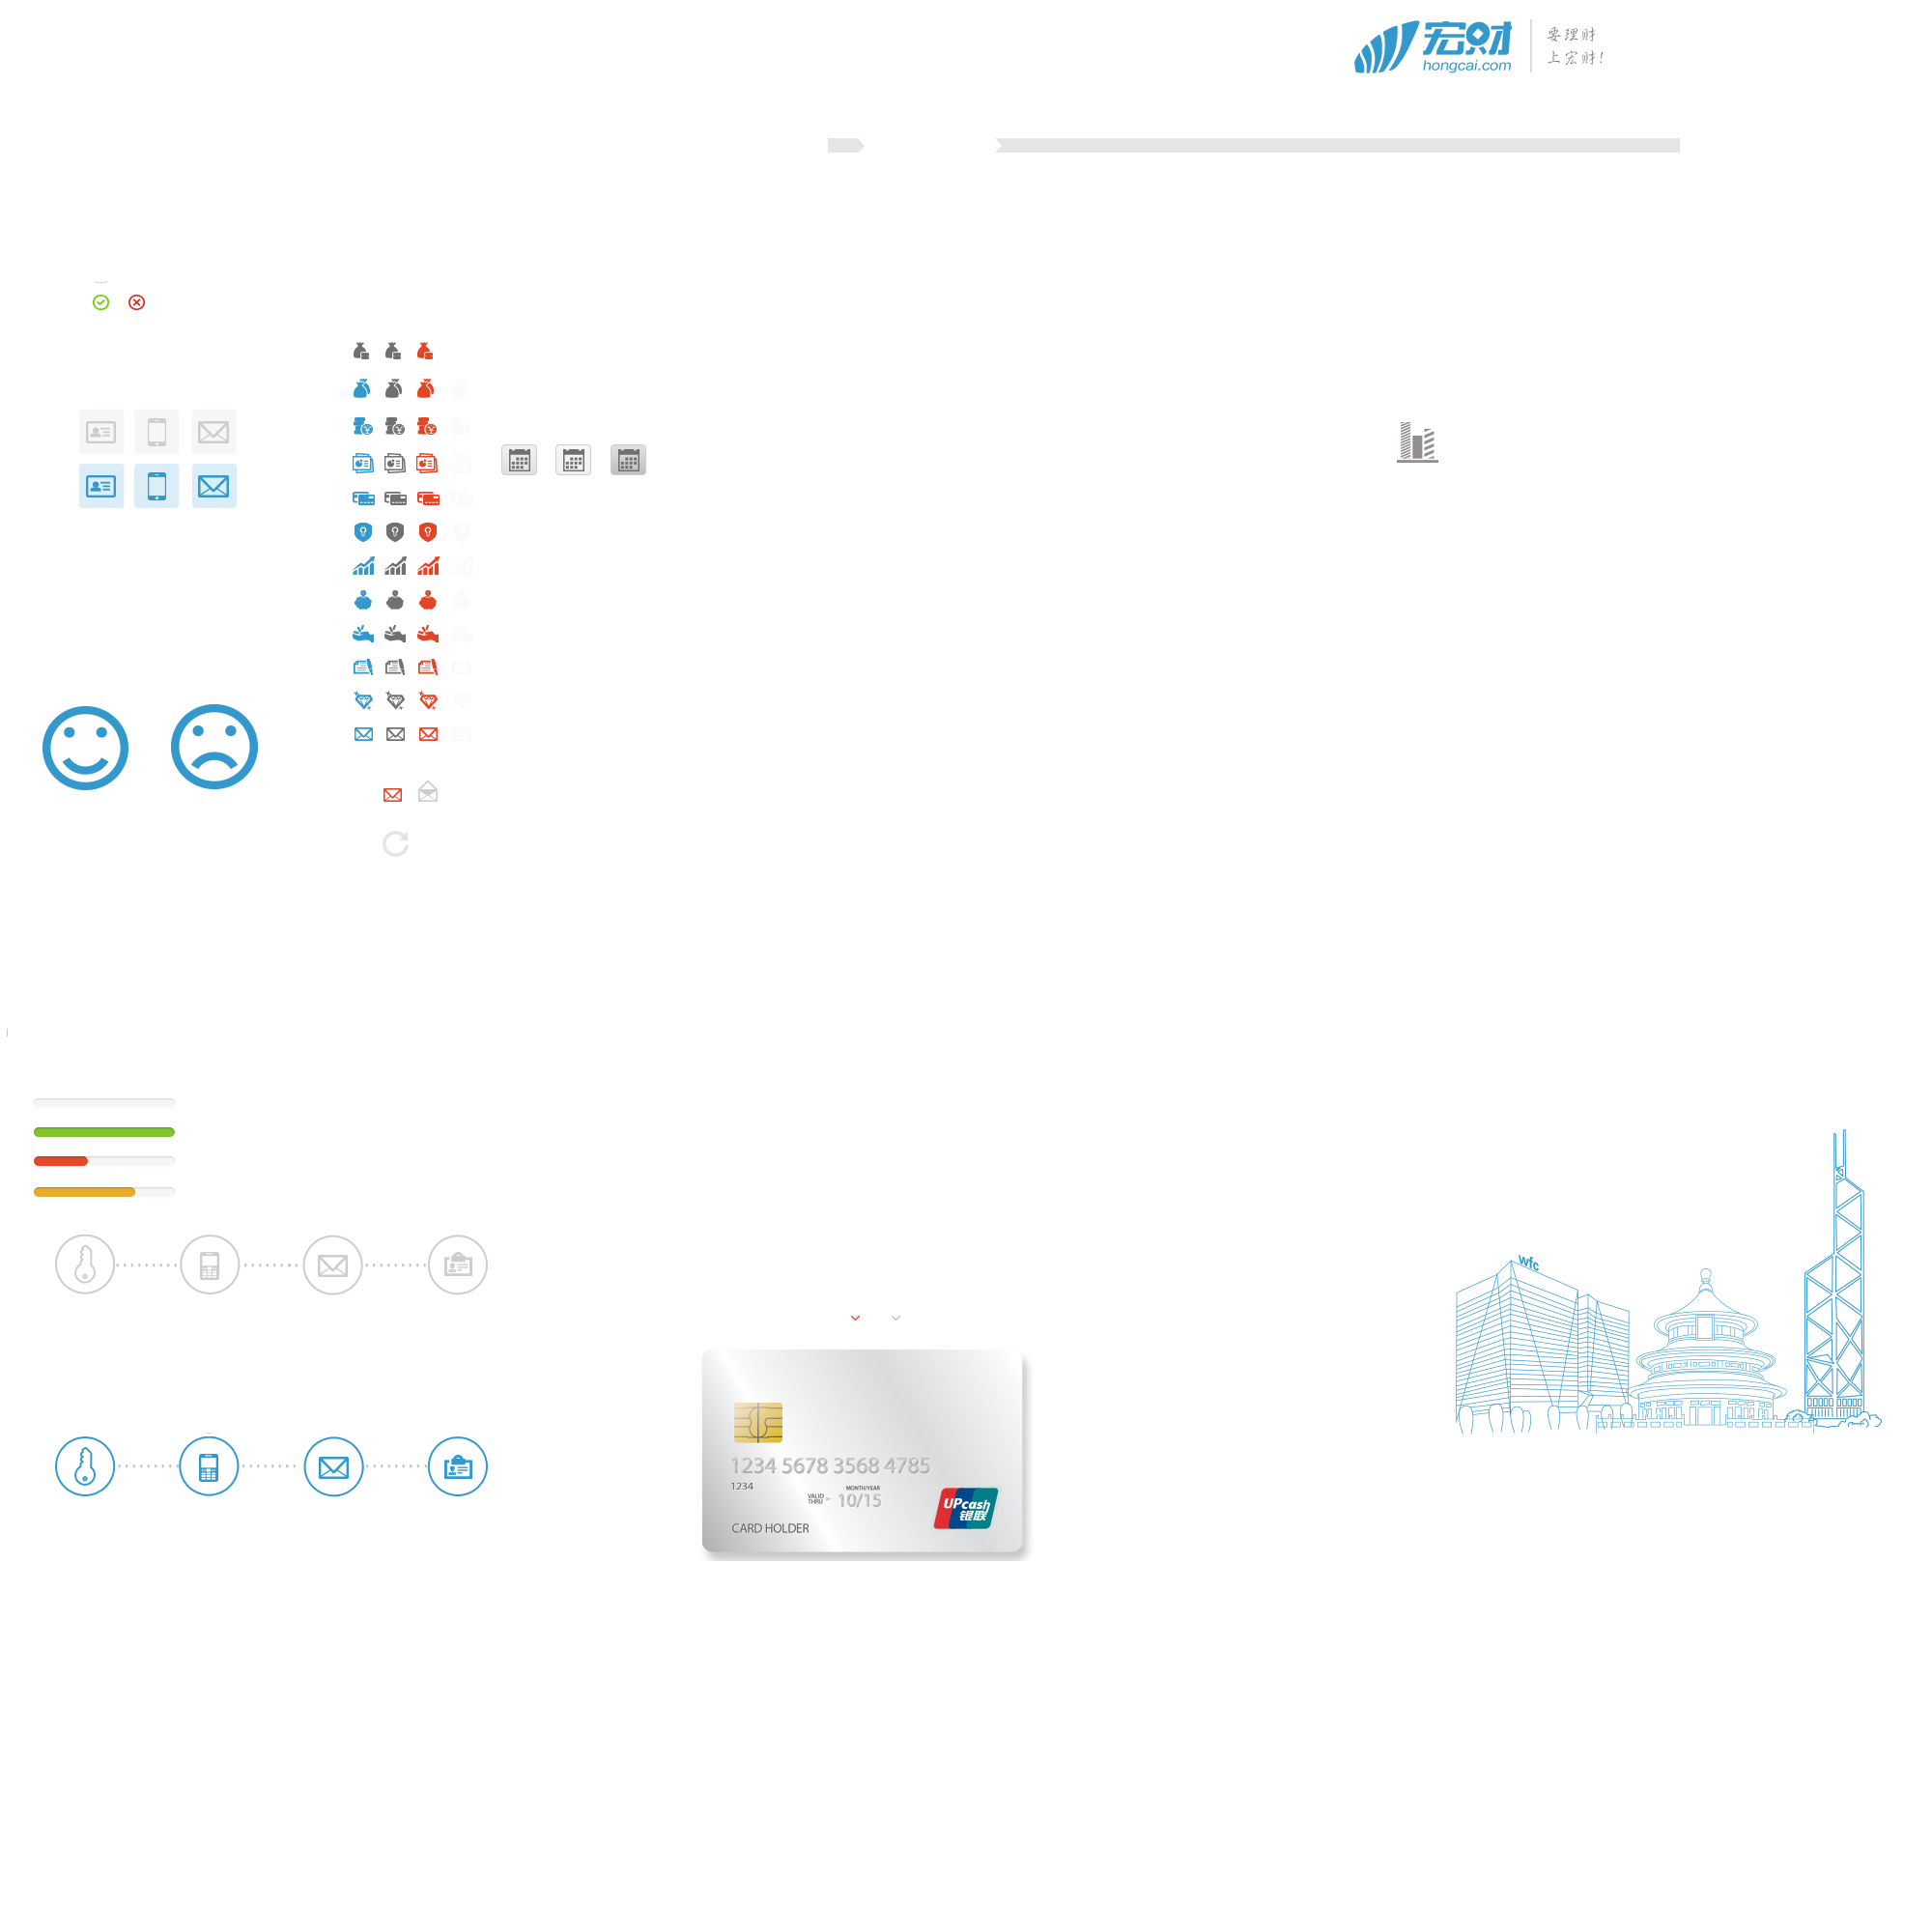 宏财
hongcai.com
要理财
上宏财!
wfc
1234 5678 3568 4785
1234
MONTH/YEAR
VALID
THRU
10/15
UPcash
银联
CARD HOLDER